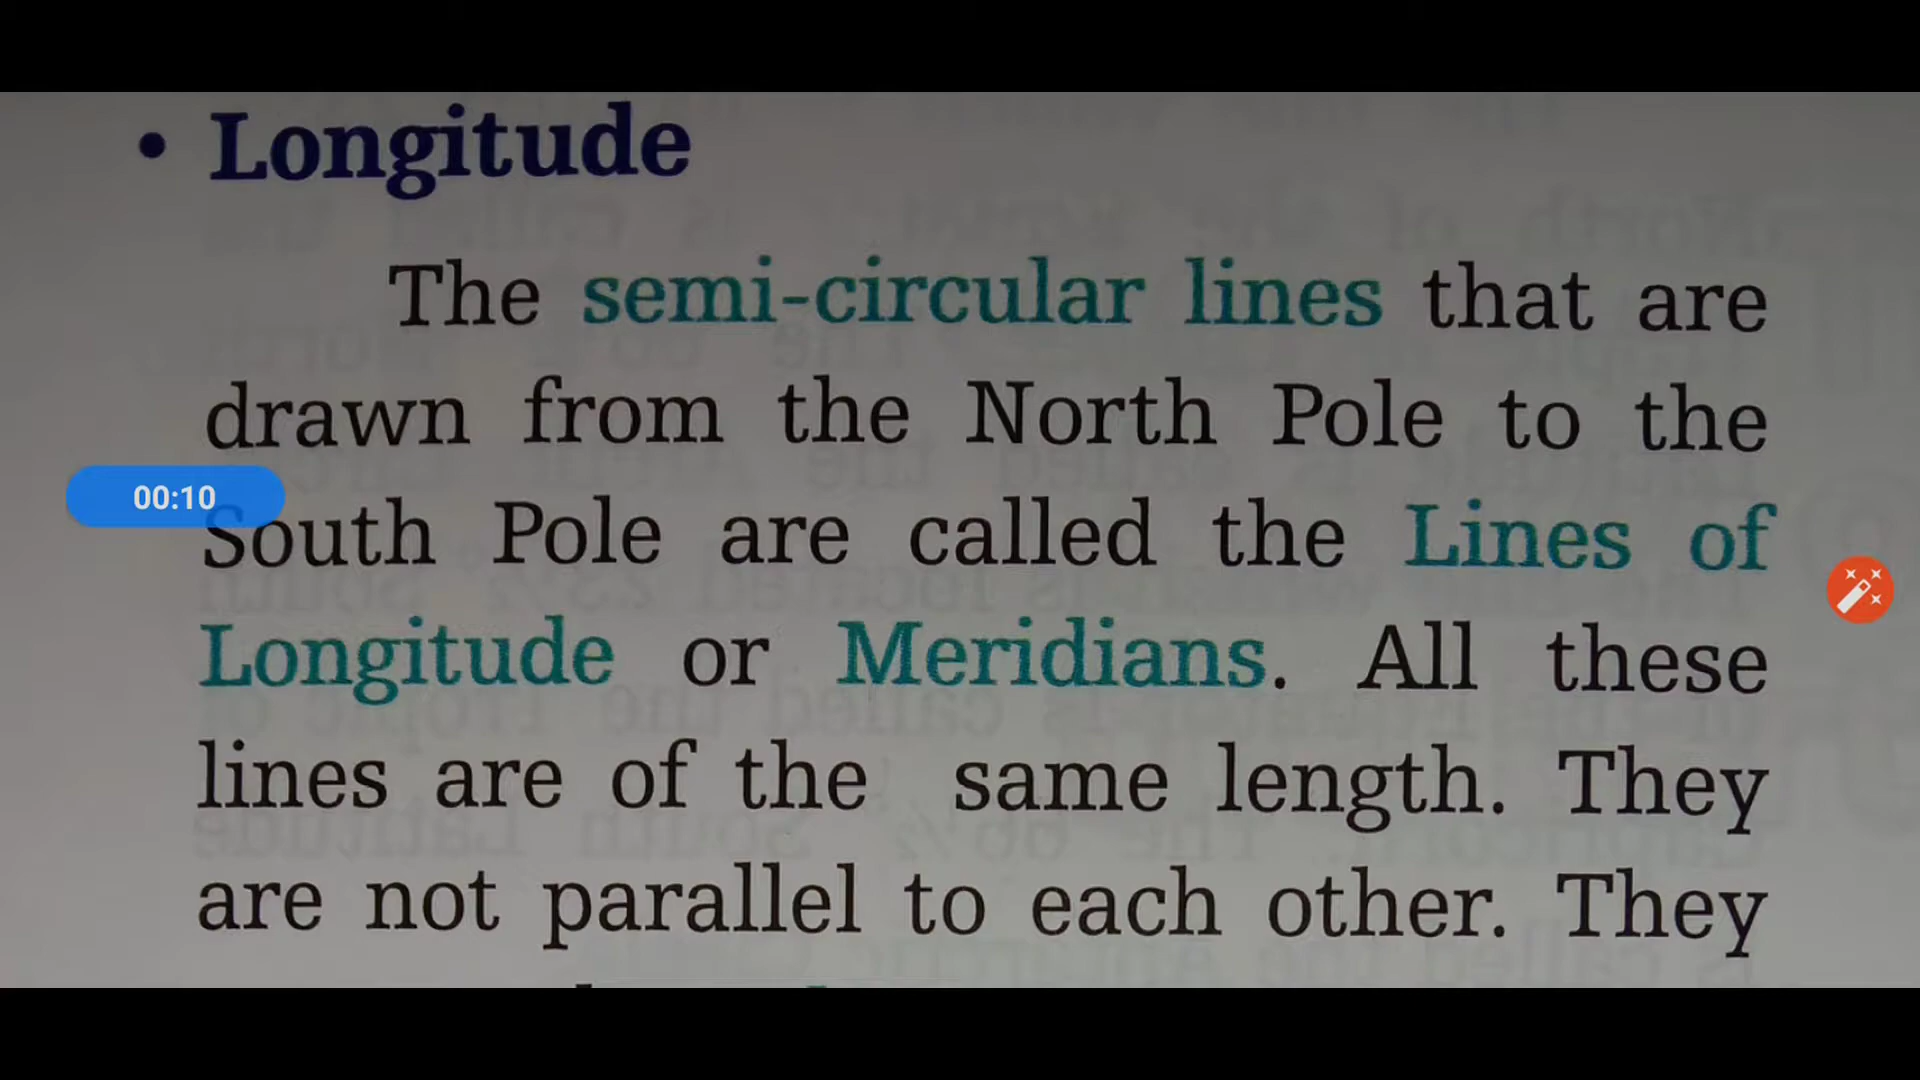 • Longitude
The semi-circular lines that are
drawn from the North Pole to the
00:10
South Pole are called the Lines of
Longitude or Meridians. All these
lines are of the same length. They
are not parallel to each other. They